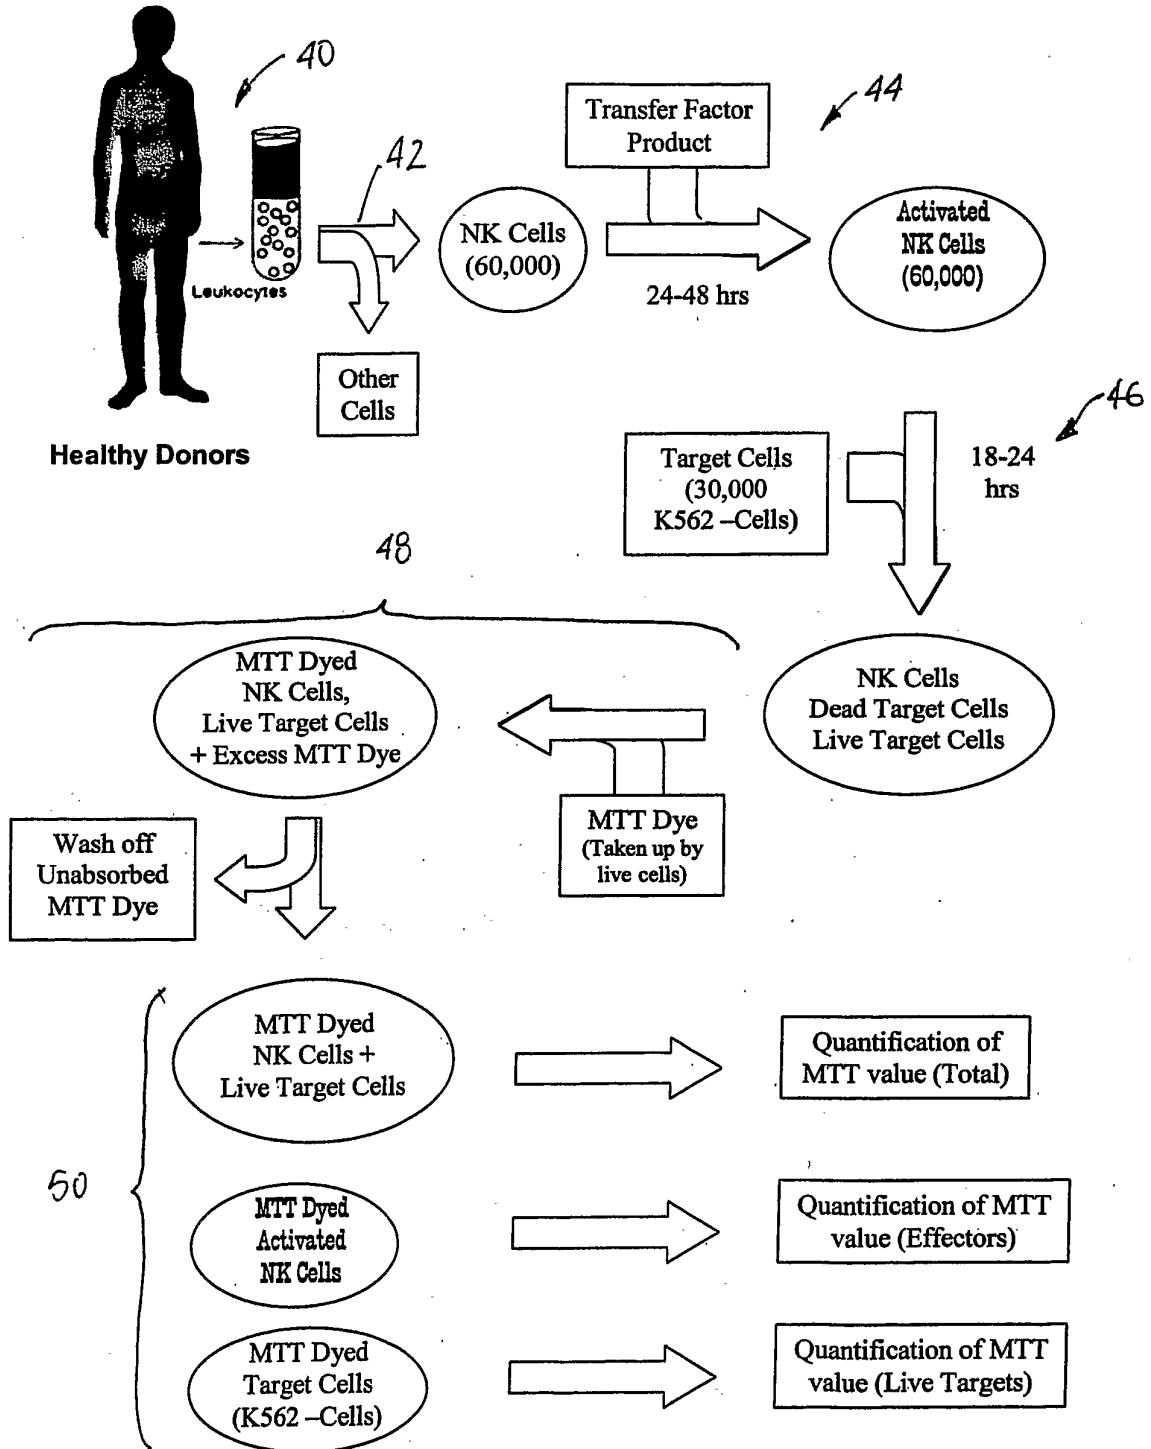 40
44
Transfer Factor
Product
42
NK Cells
(60,000)
Activated
NK Cells
(60,000)
Leukocytes
24-48 hrs
Other
Cells
Healthy Donors
46
Target Cells
(30,000
K562 –Cells)
18-24
hrs
48
MTT Dyed
NK Cells,
Live Target Cells
+ Excess MTT Dye
NK Cells
Dead Target Cells
Live Target Cells
MTT Dye
(Taken up by
live cells)
Wash off
Unabsorbed
MTT Dye
MTT Dyed
NK Cells +
Live Target Cells
Quantification of
MTT value (Total)
50
MTT Dyed
Activated
NK Cells
Quantification of MTT
value (Effectors)
MTT Dyed
Target Cells
(K562 –Cells)
Quantification of MTT
value (Live Targets)